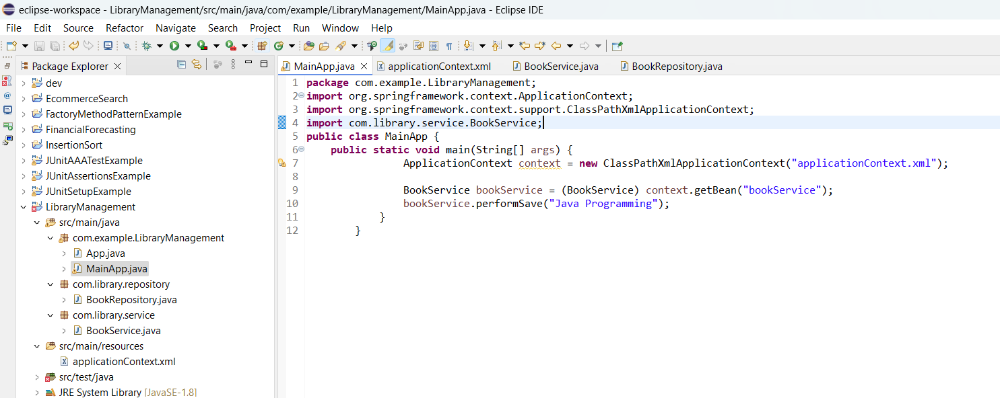 eclipse-workspace - LibraryManagement/src/main/java/com/example/LibraryManagement/MainApp.java - Eclipse IDE
File Edit Source Refactor Navigate Search Project Run Window Help
Package Explorer
dev
EcommerceSearch
FactoryMethodPatternExample
FinancialForecasting
InsertionSort
JUnitAAATestExample
JUnitAssertionsExample
JUnitSetupExample
LibraryManagement
src/main/java
com.example.LibraryManagement
App.java
MainApp.java
com.library.repository
BookRepository.java
com.library.service
BookService.java
src/main/resources
applicationContext.xml
src/test/java
JRE System Library [JavaSE-1.8]
MainApp.java applicationContext.xml BookService.java BookRepository.java
1 package com.example.LibraryManagement;
2 import org.springframework.context.ApplicationContext;
3 import org.springframework.context.support.ClassPathXmlApplicationContext;
4 import com.library.service.BookService;
5 public class MainApp {
6 public static void main(String[] args) {
7 ApplicationContext context = new ClassPathXmlApplicationContext("applicationContext.xml");
8
9 BookService bookService = (BookService) context.getBean("bookService");
10 bookService.performSave("Java Programming");
11 }
12 }